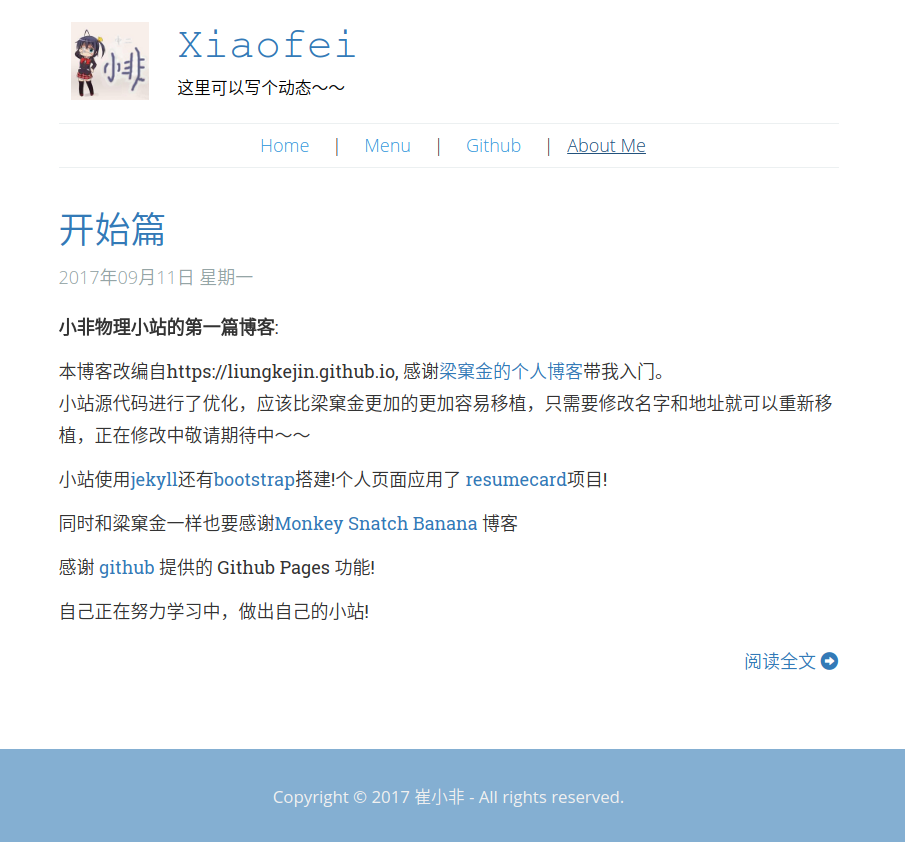 十二
小非
Xiaofei
这里可以写个动态～～
Home | Menu | Github | About Me
开始篇
2017年09月11日 星期一
小非物理小站的第一篇博客:
本博客改编自https://liungkejin.github.io, 感谢梁窠金的个人博客带我入门。
小站源代码进行了优化，应该比梁窠金更加的更加容易移植，只需要修改名字和地址就可以重新移
植，正在修改中敬请期待中～～
小站使用jekyll还有bootstrap搭建!个人页面应用了 resumecard项目!
同时和粱窠金一样也要感谢Monkey Snatch Banana 博客
感谢 github 提供的 Github Pages 功能!
自己正在努力学习中，做出自己的小站!
阅读全文
Copyright © 2017 崔小非 - All rights reserved.